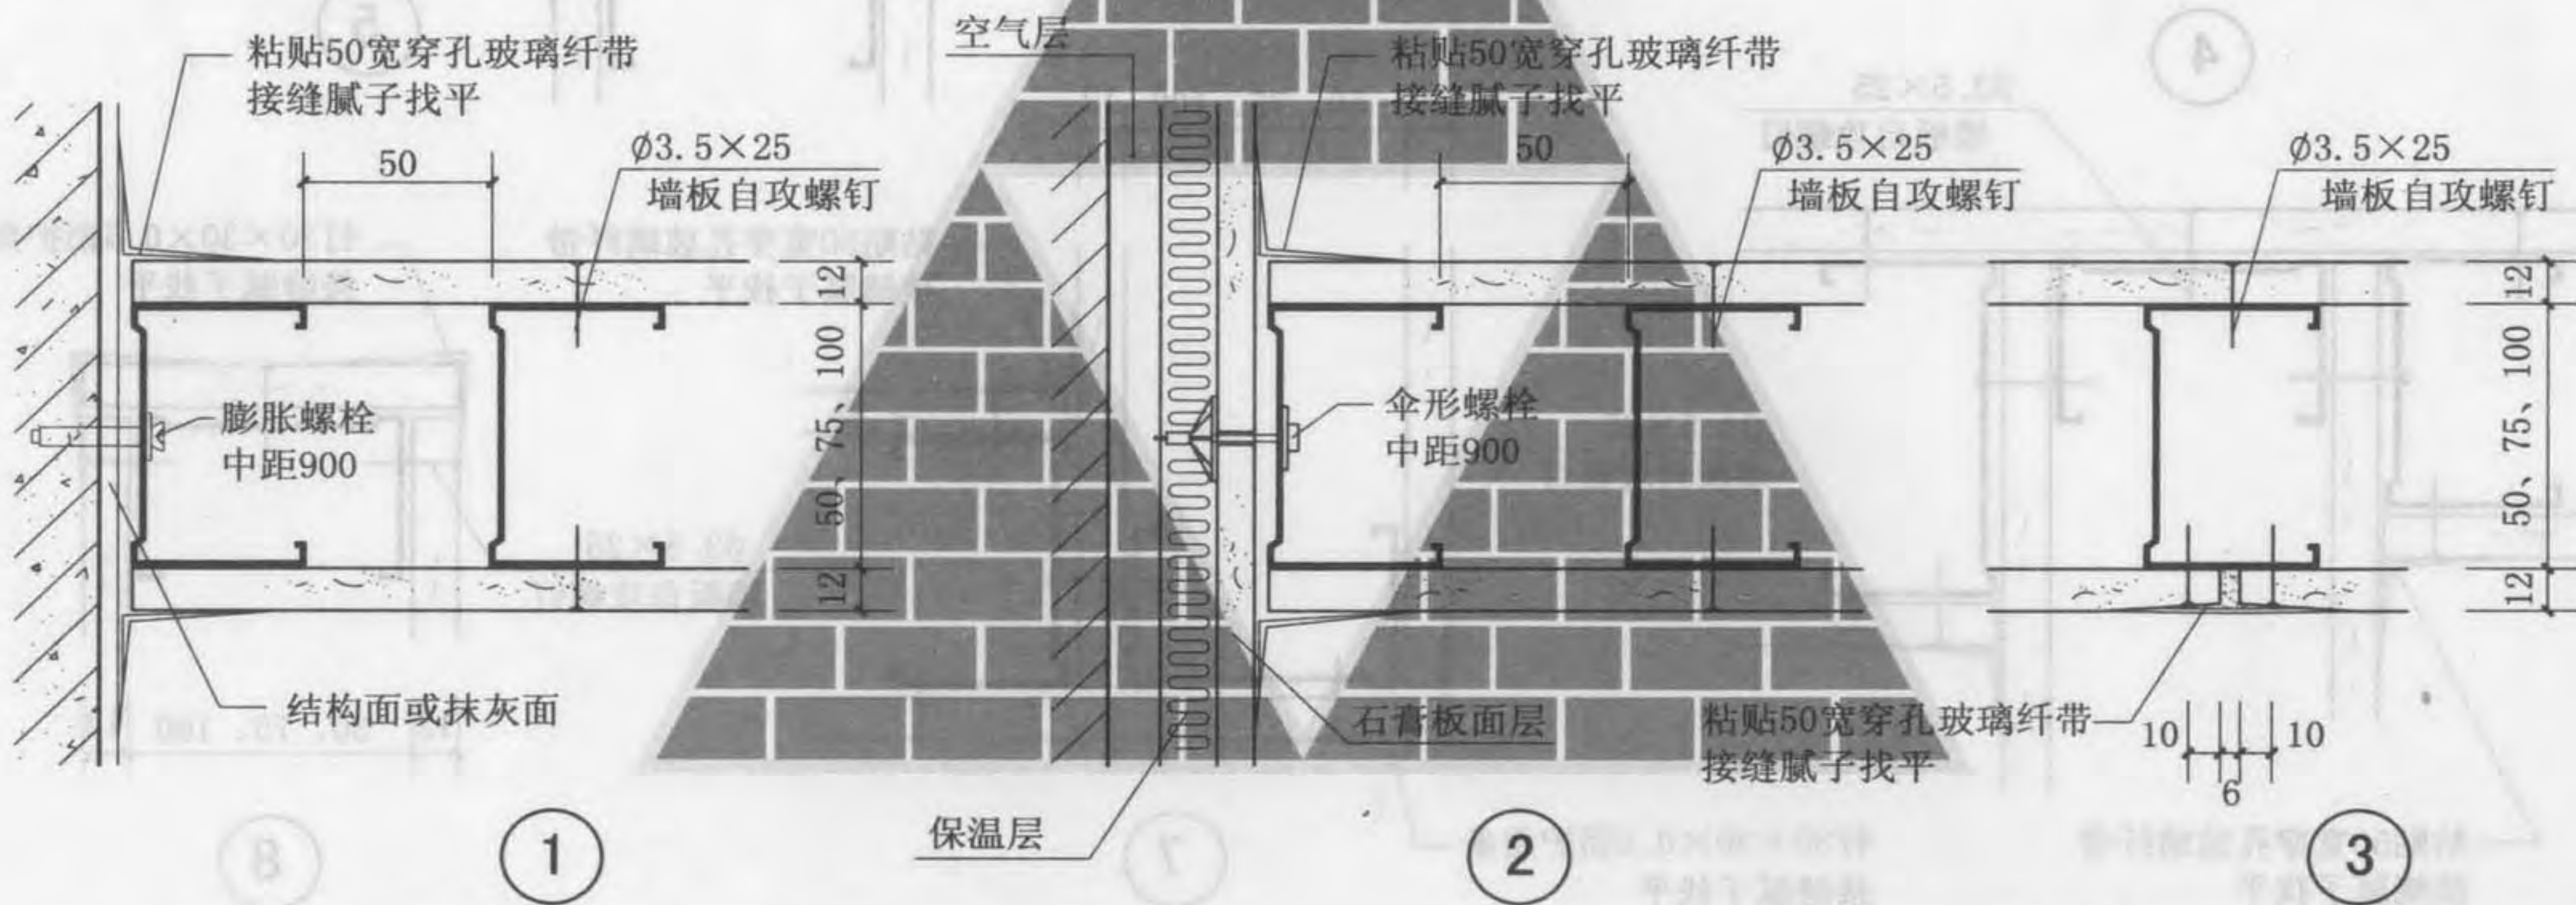 粘贴50宽穿孔玻璃纤带
接缝腻子找平
50
Ø3.5×25
墙板自攻螺钉
12
50、75、100
12
膨胀螺栓
中距900
结构面或抹灰面
1
空气层
粘贴50宽穿孔玻璃纤带
接缝腻子找平
50
Ø3.5×25
墙板自攻螺钉
伞形螺栓
中距900
石膏板面层
保温层
2
Ø3.5×25
墙板自攻螺钉
12
50、75、100
12
粘贴50宽穿孔玻璃纤带
接缝腻子找平
10
6
10
3